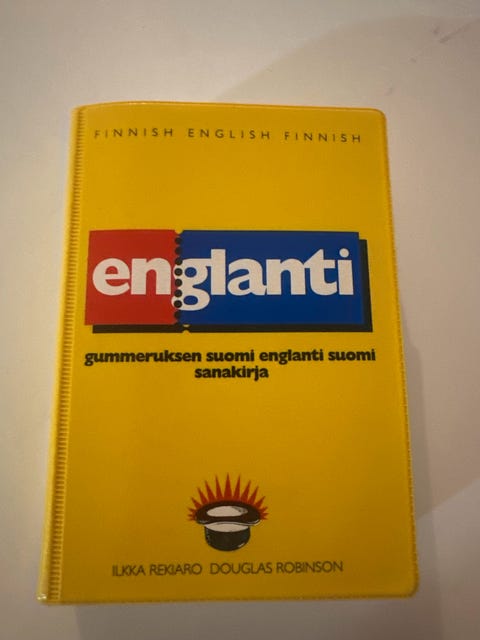 FINNISH ENGLISH FINNISH
englanti
gummeruksen suomi englanti suomi
sanakirja
ILKKA REKIARO DOUGLAS ROBINSON